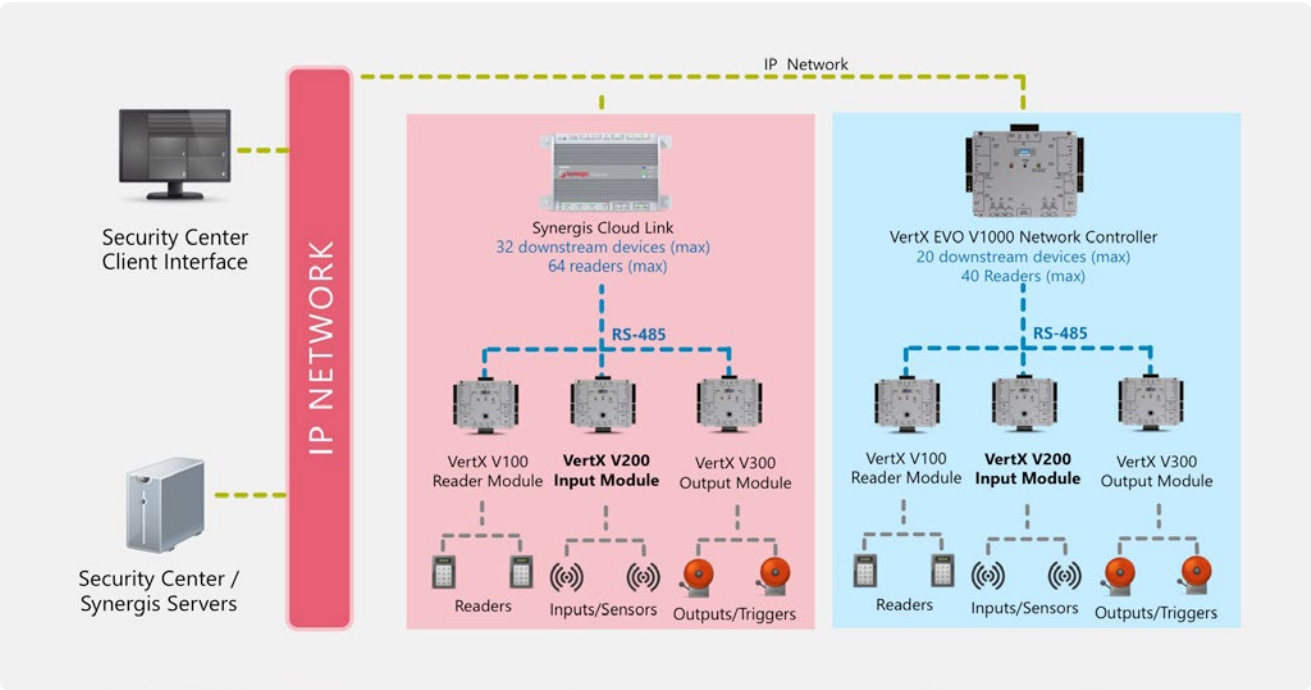 IP Network
IP NETWORK
Security Center
Client Interface
Security Center /
Synergis Servers
synergis
Synergis Cloud Link
32 downstream devices (max)
64 readers (max)
RS-485
VertX V100
Reader Module
VertX V200
Input Module
VertX V300
Output Module
Readers
Inputs/Sensors
Outputs/Triggers
VertX EVO V1000 Network Controller
20 downstream devices (max)
40 Readers (max)
RS-485
VertX V100
Reader Module
VertX V200
Input Module
VertX V300
Output Module
Readers
Inputs/Sensors
Outputs/Triggers